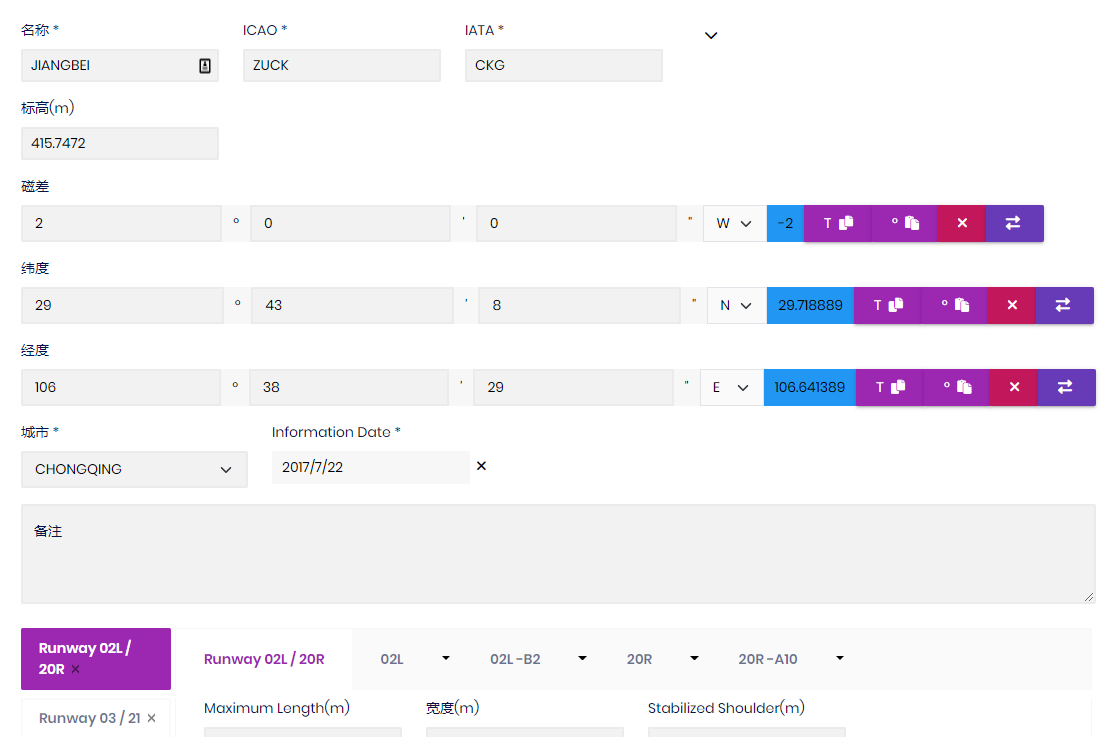 名称 * ICAO * IATA *
JIANGBEI ZUCK CKG
标高(m)
415.7472
磁差
2 ° 0 ' 0 " W -2 T °
纬度
29 ° 43 ' 8 " N 29.718889 T °
经度
106 ° 38 ' 29 " E 106.641389 T °
城市 * Information Date *
CHONGQING 2017/7/22
备注
Runway 02L / 20R
Runway 02L / 20R 02L 02L-B2 20R 20R-A10
Maximum Length(m) 宽度(m) Stabilized Shoulder(m)
Runway 03 / 21